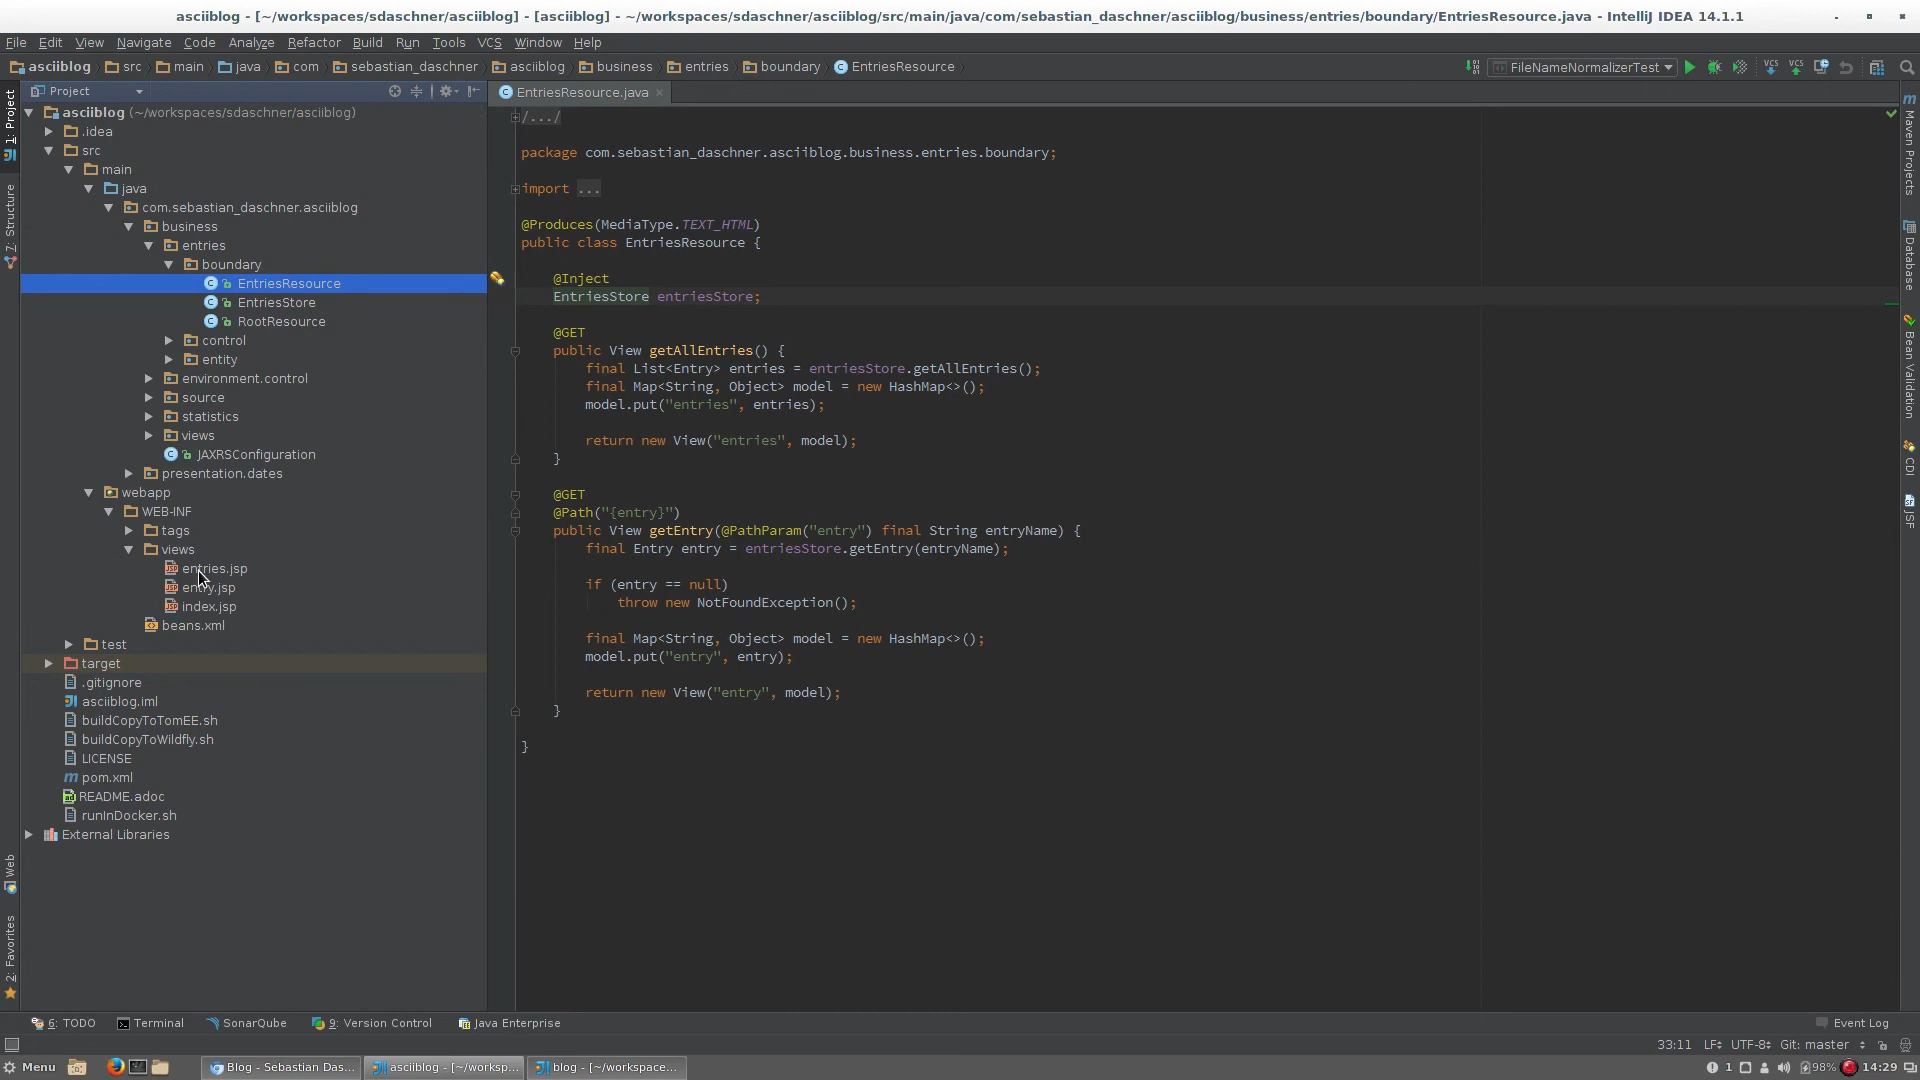 asciiblog - [~/workspaces/sdaschner/asciiblog] - [asciiblog] - ~/workspaces/sdaschner/asciiblog/src/main/java/com/sebastian_daschner/asciiblog/business/entries/boundary/EntriesResource.java - IntelliJ IDEA 14.1.1
File Edit View Navigate Code Analyze Refactor Build Run Tools VCS Window Help
asciiblog src main java com sebastian_daschner asciiblog business entries boundary EntriesResource
FileNameNormalizerTest
VCS VCS
Project
EntriesResource.java
1: Project
7: Structure
Web
2: Favorites
asciiblog (~/workspaces/sdaschner/asciiblog)
.idea
src
main
java
com.sebastian_daschner.asciiblog
business
entries
boundary
EntriesResource
EntriesStore
RootResource
control
entity
environment.control
source
statistics
views
JAXRSConfiguration
presentation.dates
webapp
WEB-INF
tags
views
entries.jsp
entry.jsp
index.jsp
beans.xml
test
target
.gitignore
asciiblog.iml
buildCopyToTomEE.sh
buildCopyToWildfly.sh
LICENSE
pom.xml
README.adoc
runInDocker.sh
External Libraries
/.../
package com.sebastian_daschner.asciiblog.business.entries.boundary;
import ...
@Produces(MediaType.TEXT_HTML)
public class EntriesResource {
@Inject
EntriesStore entriesStore;
@GET
public View getAllEntries() {
final List<Entry> entries = entriesStore.getAllEntries();
final Map<String, Object> model = new HashMap<>();
model.put("entries", entries);
return new View("entries", model);
}
@GET
@Path("{entry}")
public View getEntry(@PathParam("entry") final String entryName) {
final Entry entry = entriesStore.getEntry(entryName);
if (entry == null)
throw new NotFoundException();
final Map<String, Object> model = new HashMap<>();
model.put("entry", entry);
return new View("entry", model);
}
}
Maven Projects
Database
Bean Validation
CDI
JSF
6: TODO Terminal SonarQube 9: Version Control Java Enterprise Event Log
33:11 LF UTF-8 Git: master
Menu Blog - Sebastian Das... asciiblog - [~/worksp... blog - [~/workspace... 1 98% 14:29